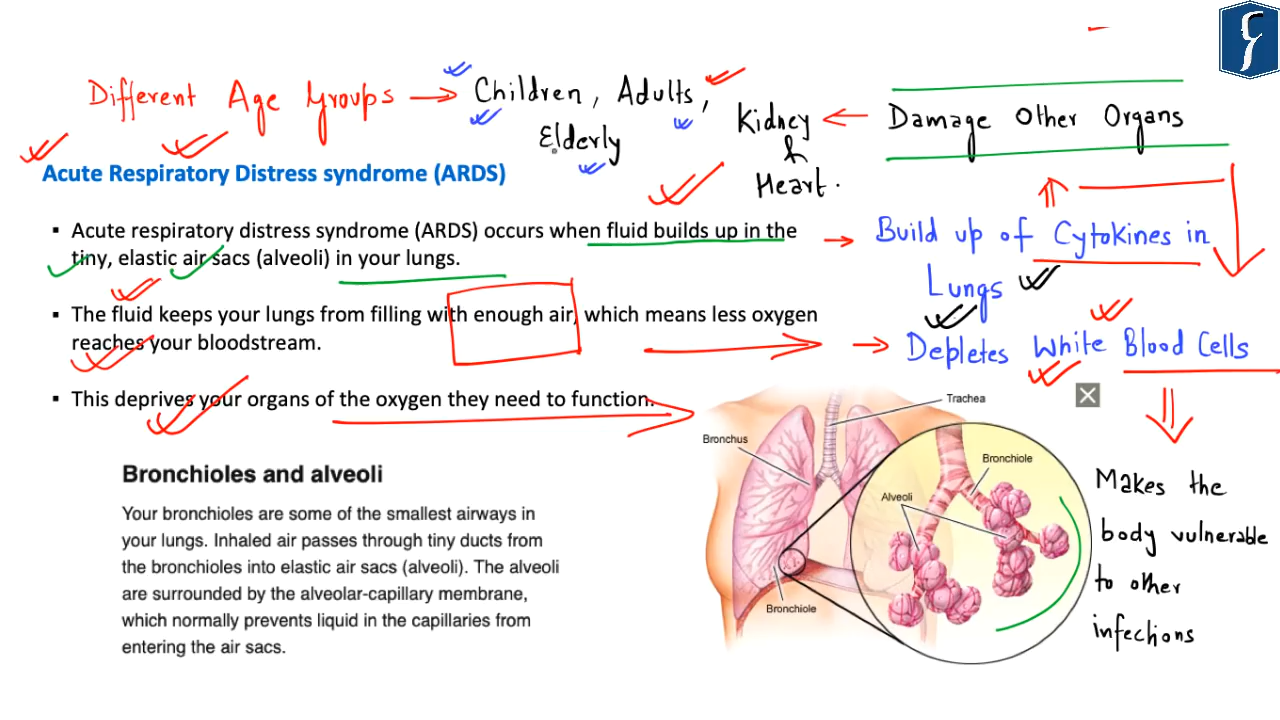 Different Age Groups → Children, Adults,
Elderly
Kidney
&
Heart.
← Damage Other Organs
Acute Respiratory Distress syndrome (ARDS)
▪ Acute respiratory distress syndrome (ARDS) occurs when fluid builds up in the
tiny, elastic air sacs (alveoli) in your lungs.
→ Build up of Cytokines in
Lungs
▪ The fluid keeps your lungs from filling with enough air, which means less oxygen
reaches your bloodstream.
→ Depletes White Blood Cells
▪ This deprives your organs of the oxygen they need to function.
Makes the
body vulnerable
to other
infections
Bronchioles and alveoli
Your bronchioles are some of the smallest airways in
your lungs. Inhaled air passes through tiny ducts from
the bronchioles into elastic air sacs (alveoli). The alveoli
are surrounded by the alveolar-capillary membrane,
which normally prevents liquid in the capillaries from
entering the air sacs.
Trachea
Bronchus
Bronchiole
Alveoli
Bronchiole